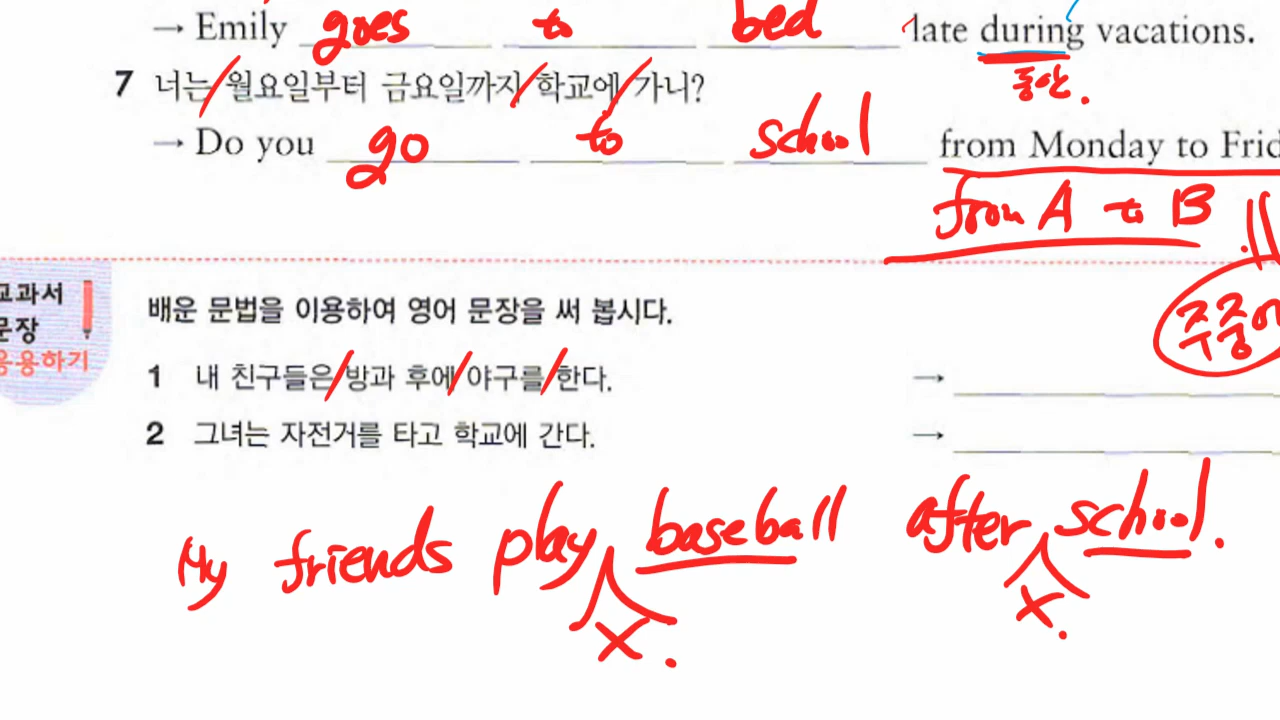 → Emily goes to bed late during vacations.
동안.
7 너는/월요일부터 금요일까지/학교에/가니?
→ Do you go to school from Monday to Frid
from A to B
주중에
교과서
문장
응용하기
배운 문법을 이용하여 영어 문장을 써 봅시다.
1 내 친구들은/방과 후에/야구를/한다. →
2 그녀는 자전거를 타고 학교에 간다. →
My friends play baseball after school.
X. X.